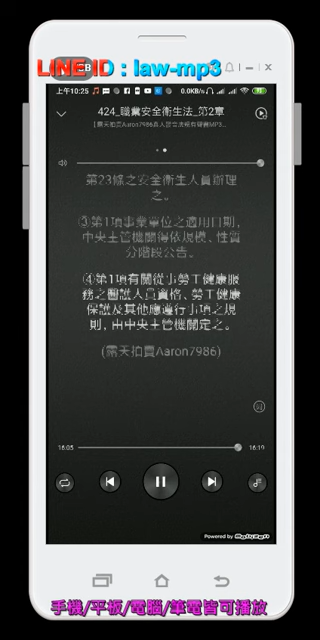 LINE ID：law-mp3
上午10:25
0.0KB/s
424_職業安全衛生法_第2章
第23條之安全衛生人員辦理
之。
③第1項事業單位之適用日期，
中央主管機關得依規模、性質
分階段公告。
④第1項有關從事勞工健康服
務之醫護人員資格、勞工健康
保護及其他應遵行事項之規
則，由中央主管機關定之。
(露天拍賣Aaron7986)
16:05
16:19
Powered by
手機/平板/電腦/筆電皆可播放